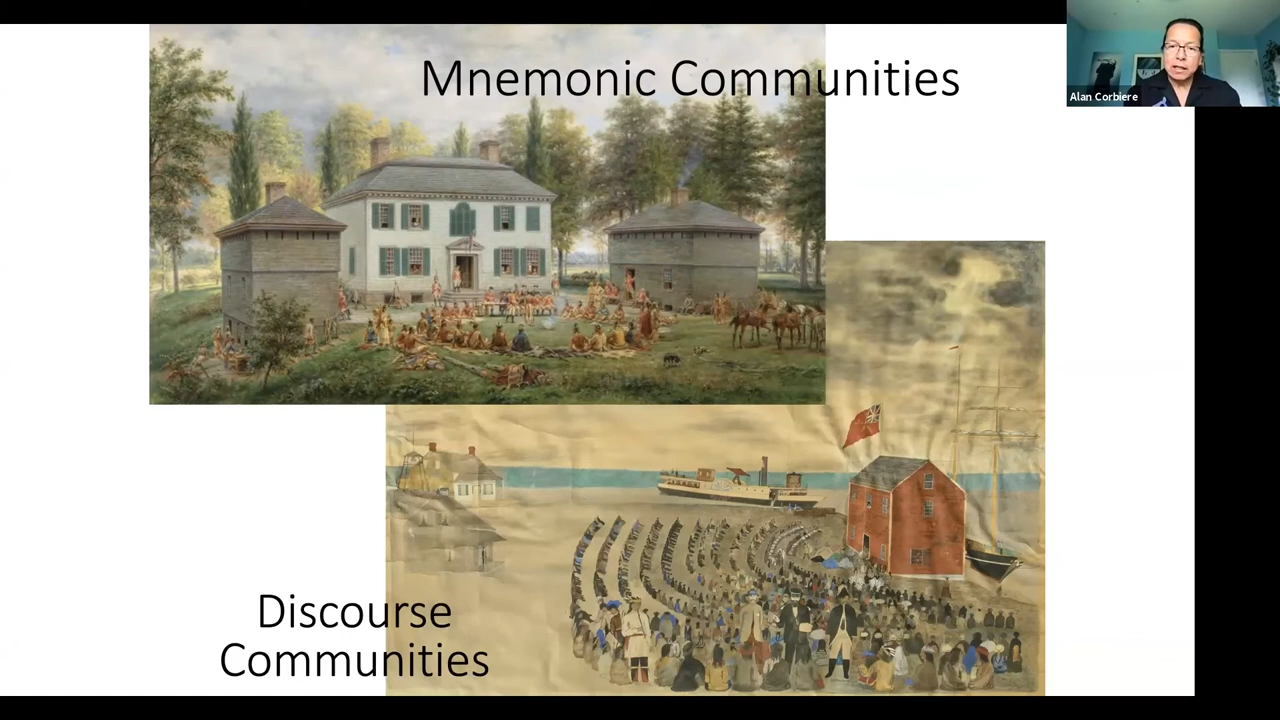 Mnemonic Communities
Alan Corbiere
Discourse
Communities